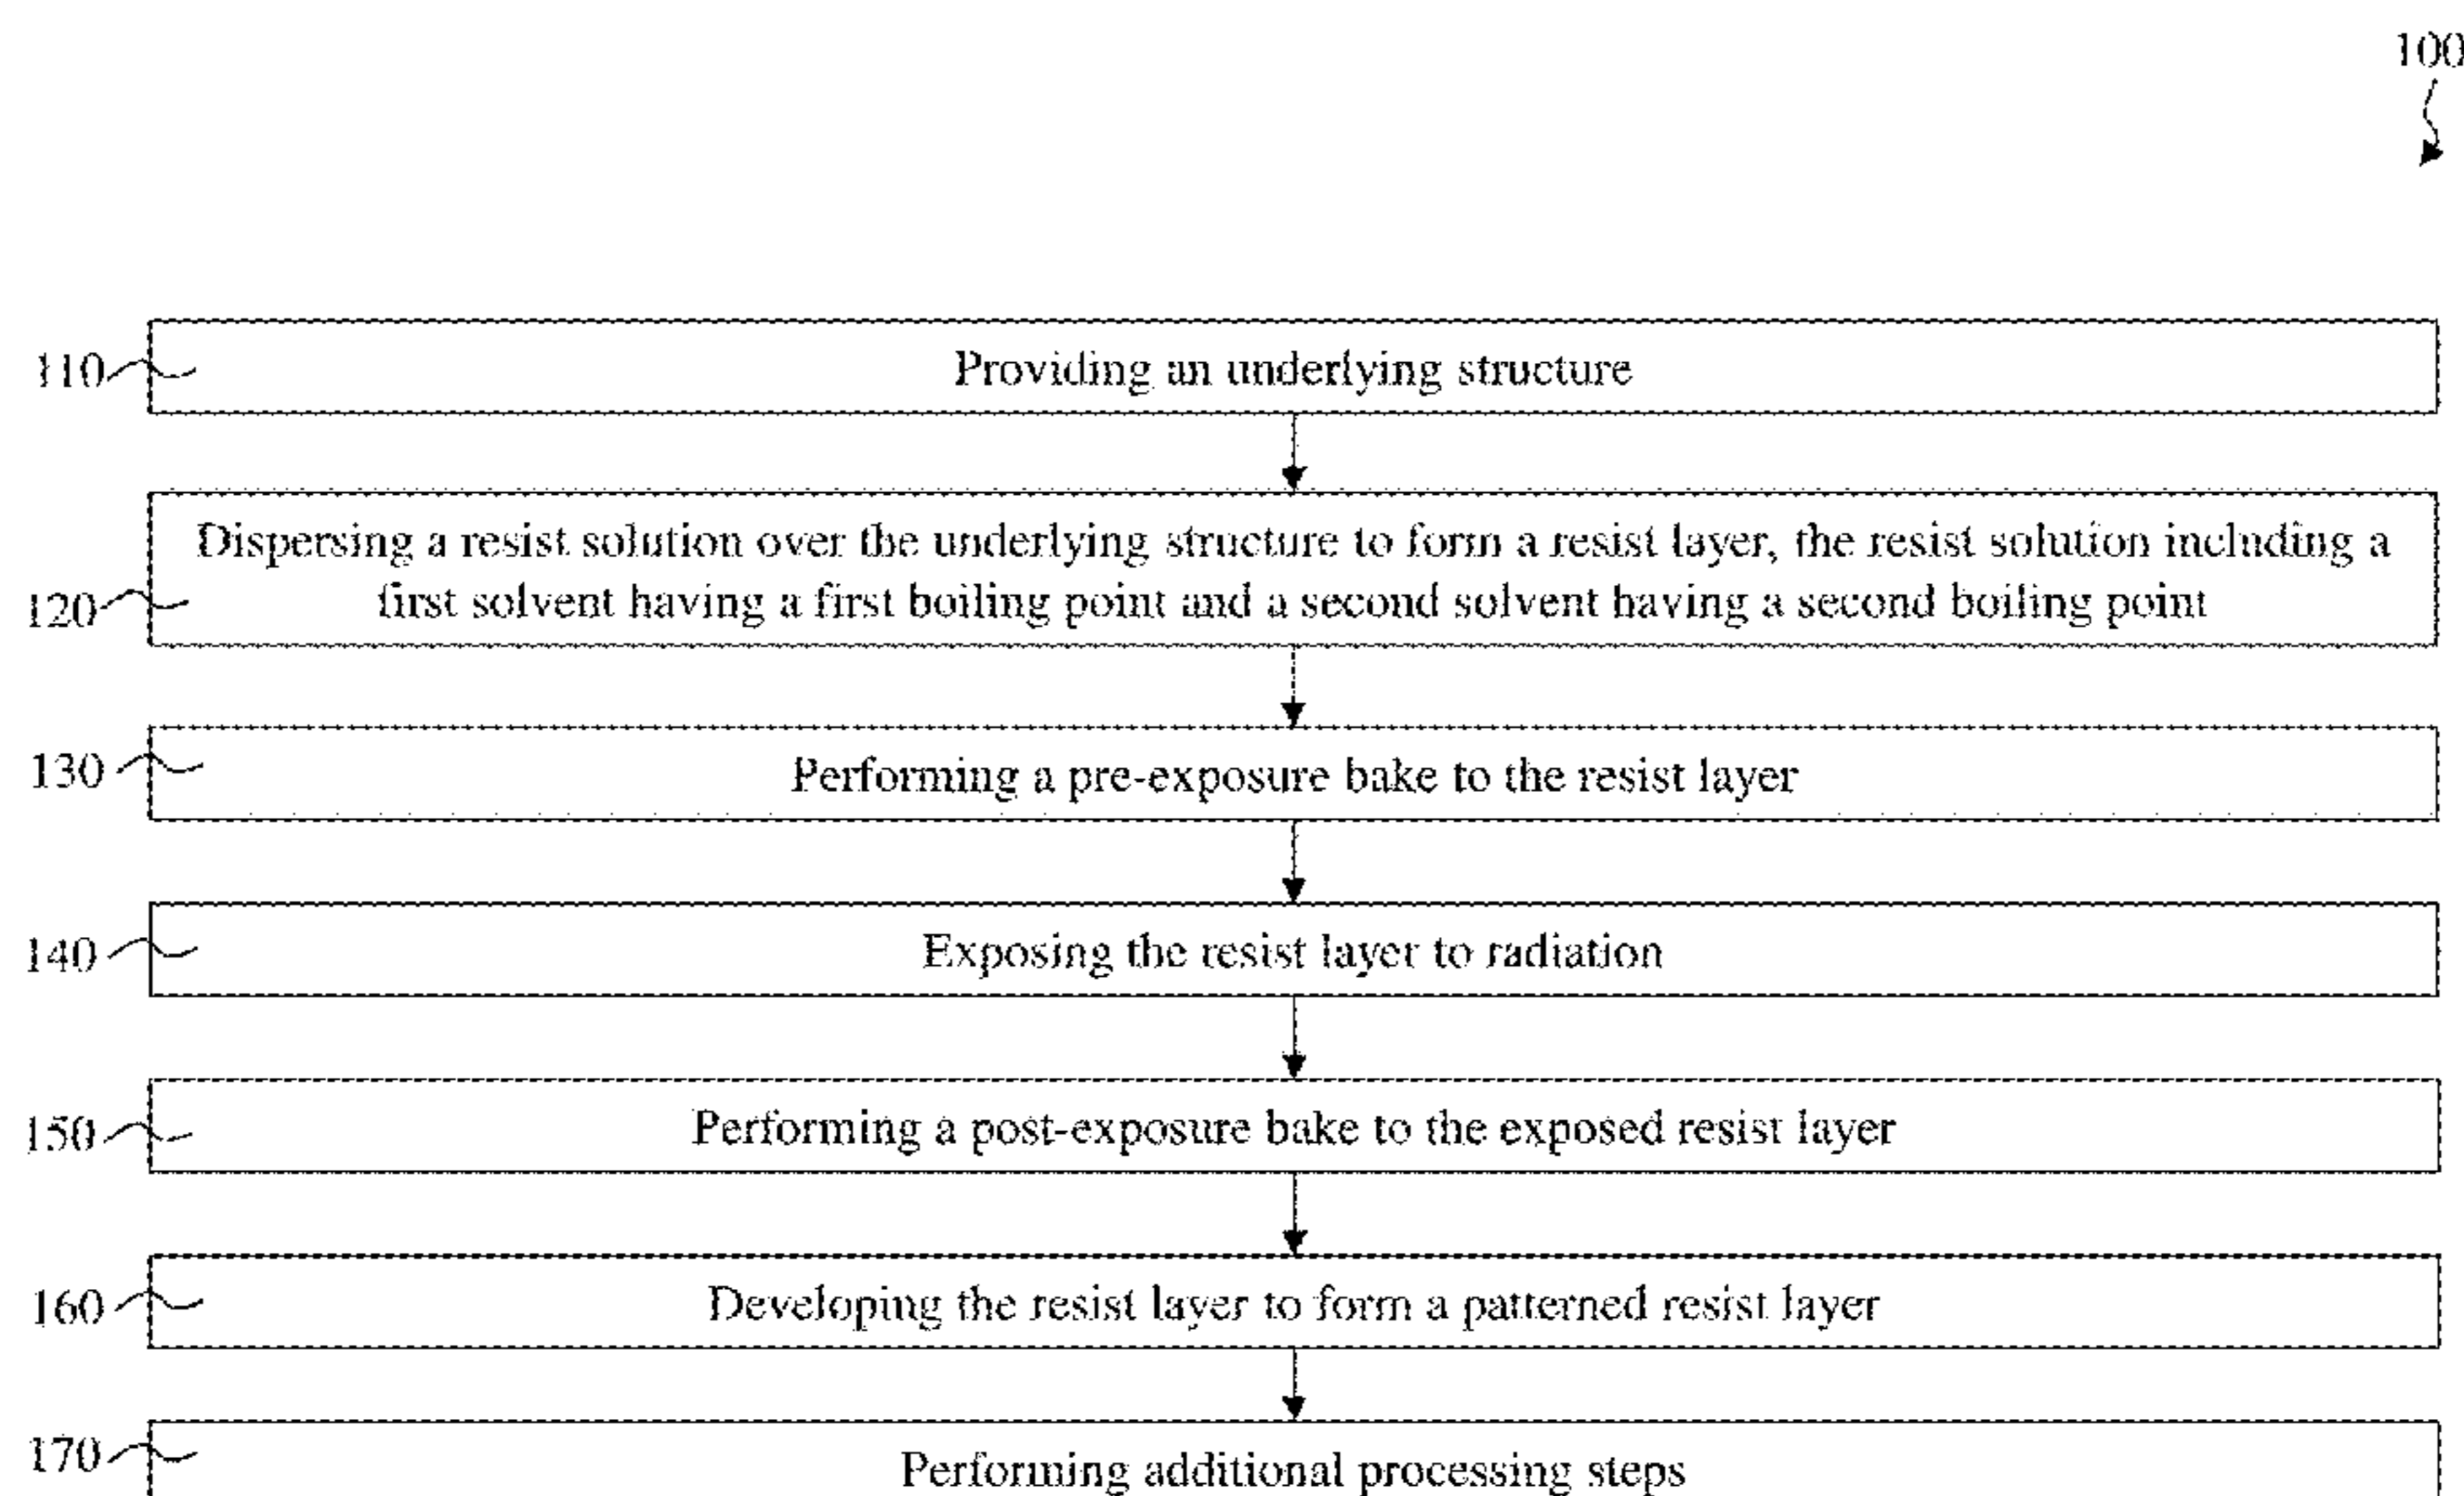 100
110 Providing an underlying structure
Dispersing a resist solution over the underlying structure to form a resist layer, the resist solution including a
120 first solvent having a first boiling point and a second solvent having a second boiling point
130 Performing a pre-exposure bake to the resist layer
140 Exposing the resist layer to radiation
150 Performing a post-exposure bake to the exposed resist layer
160 Developing the resist layer to form a patterned resist layer
170 Performing additional processing steps